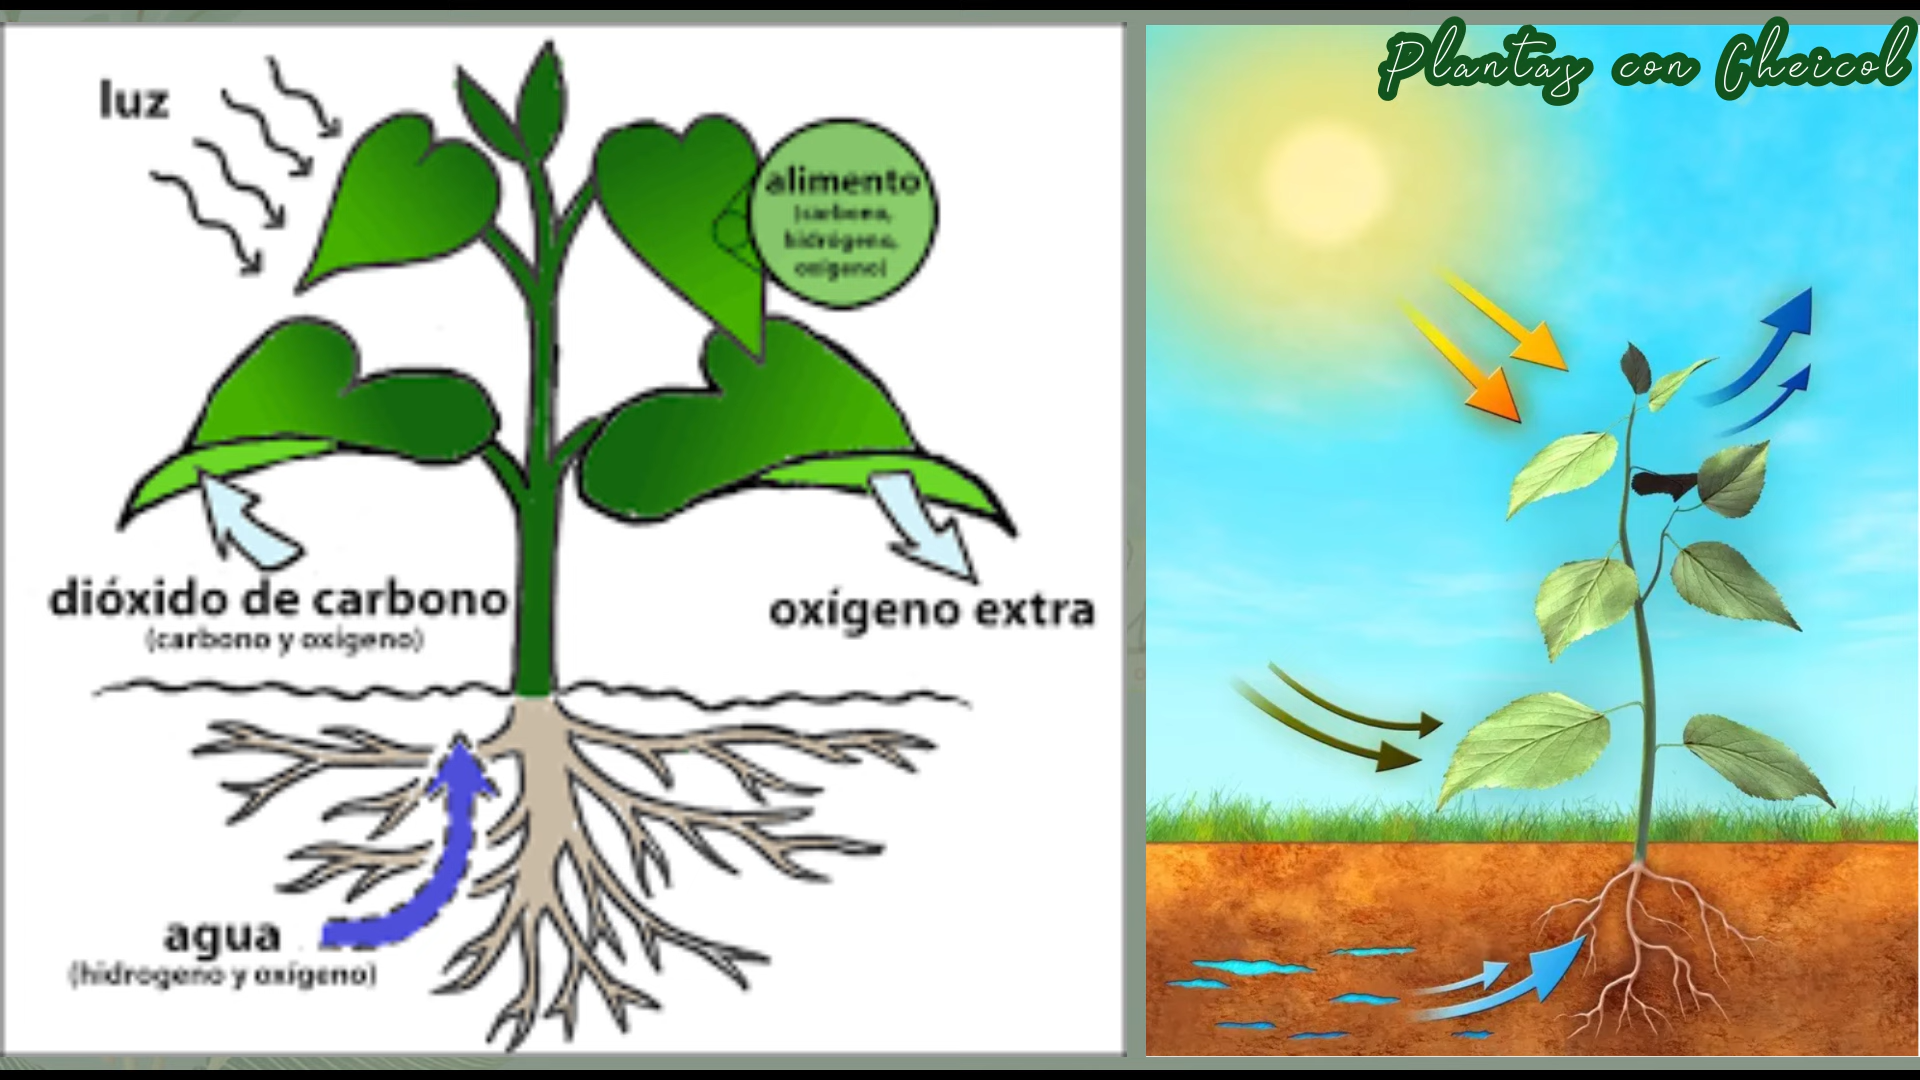 Plantas con Cheicol
luz
alimento
(carbono,
hidrógeno,
oxígeno)
dióxido de carbono
(carbono y oxígeno)
oxígeno extra
agua
(hidrogeno y oxígeno)